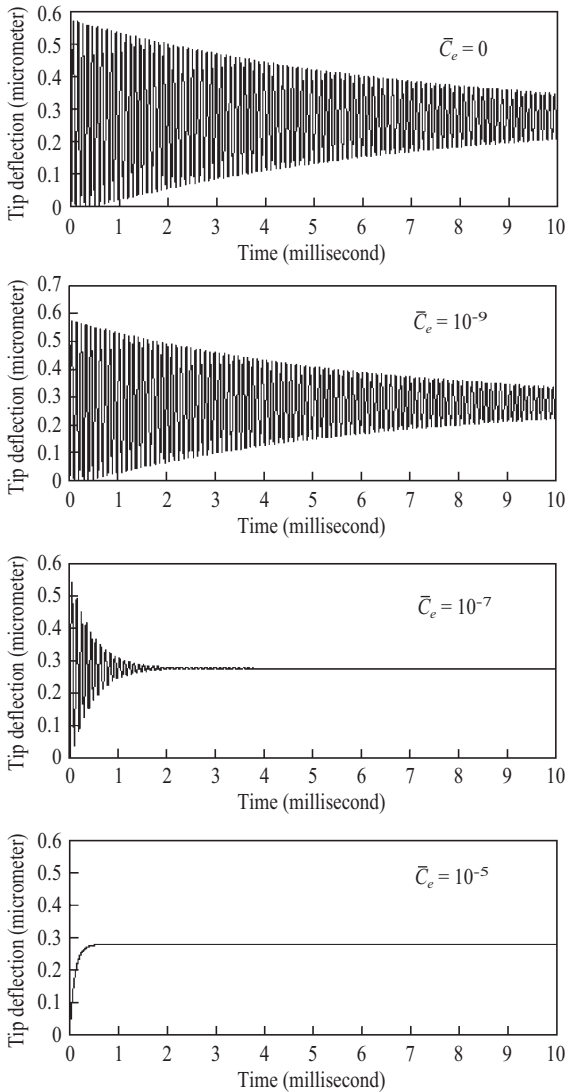 Tip deflection (micrometer)
0.6
0.5
0.4
0.3
0.2
0.1
0
C̅ₑ = 0
0 1 2 3 4 5 6 7 8 9 10
Time (millisecond)
Tip deflection (micrometer)
0.7
0.6
0.5
0.4
0.3
0.2
0.1
0
C̅ₑ = 10⁻⁹
0 1 2 3 4 5 6 7 8 9 10
Time (millisecond)
Tip deflection (micrometer)
0.6
0.5
0.4
0.3
0.2
0.1
0
C̅ₑ = 10⁻⁷
0 1 2 3 4 5 6 7 8 9 10
Time (millisecond)
Tip deflection (micrometer)
0.6
0.5
0.4
0.3
0.2
0.1
0
C̅ₑ = 10⁻⁵
0 1 2 3 4 5 6 7 8 9 10
Time (millisecond)